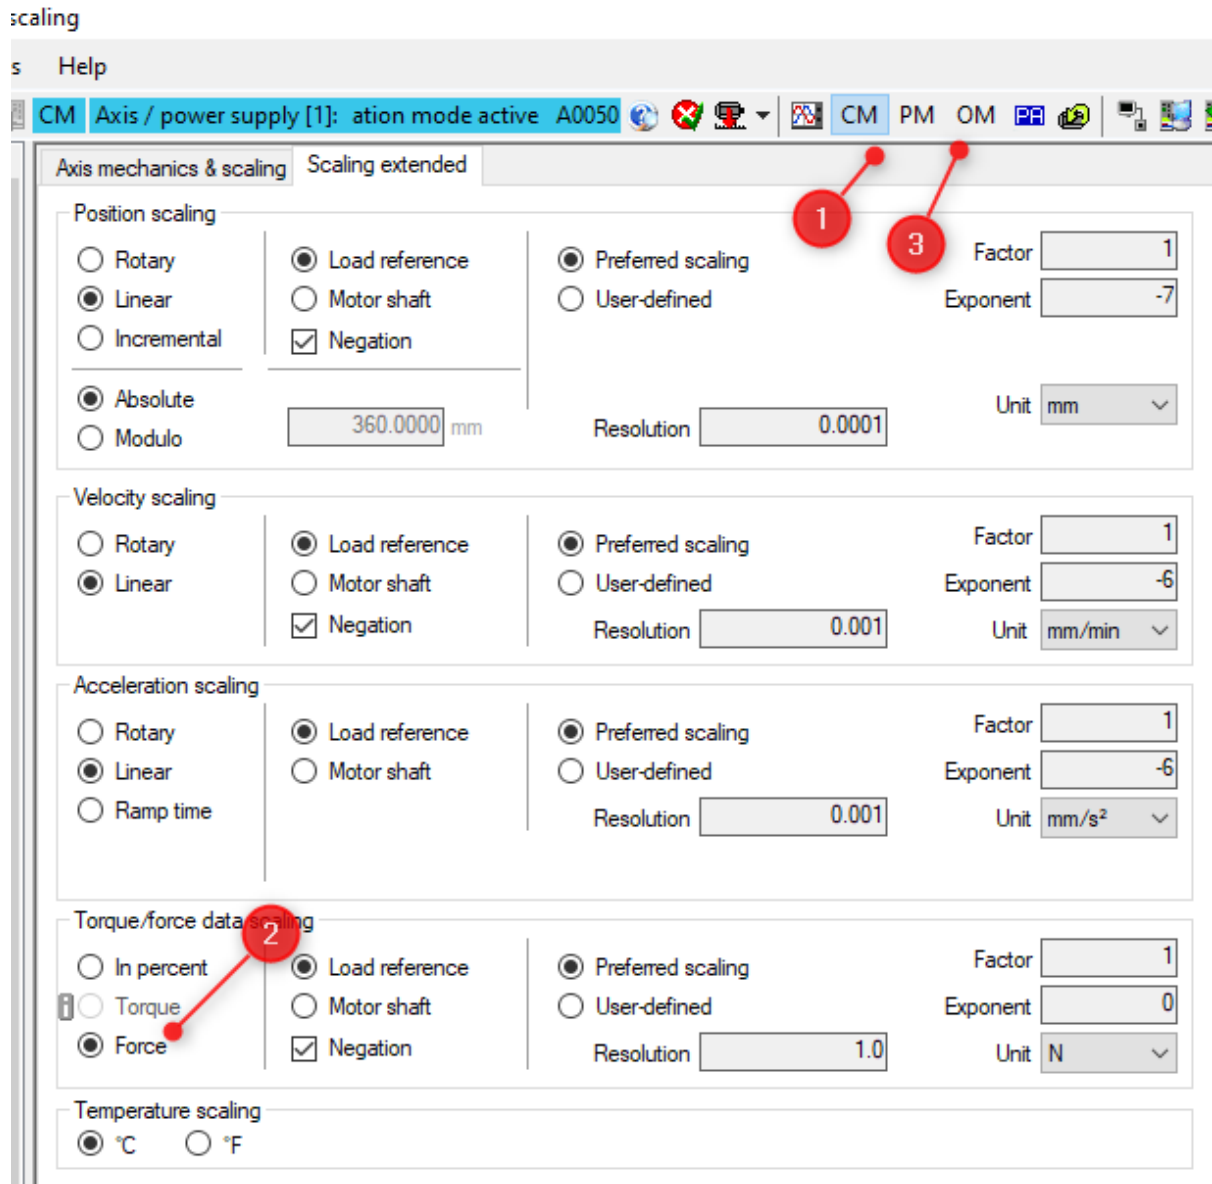 scaling
s Help
CM Axis / power supply [1]: ation mode active A0050 CM PM OM
Axis mechanics & scaling Scaling extended
1
3
Position scaling
Rotary Load reference Preferred scaling Factor 1
Linear Motor shaft User-defined Exponent -7
Incremental Negation
Absolute Unit mm
Modulo 360.0000 mm Resolution 0.0001
Velocity scaling
Rotary Load reference Preferred scaling Factor 1
Linear Motor shaft User-defined Exponent -6
Negation Resolution 0.001 Unit mm/min
Acceleration scaling
Rotary Load reference Preferred scaling Factor 1
Linear Motor shaft User-defined Exponent -6
Ramp time Resolution 0.001 Unit mm/s²
Torque/force data scaling
2
In percent Load reference Preferred scaling Factor 1
Torque Motor shaft User-defined Exponent 0
Force Negation Resolution 1.0 Unit N
Temperature scaling
°C °F